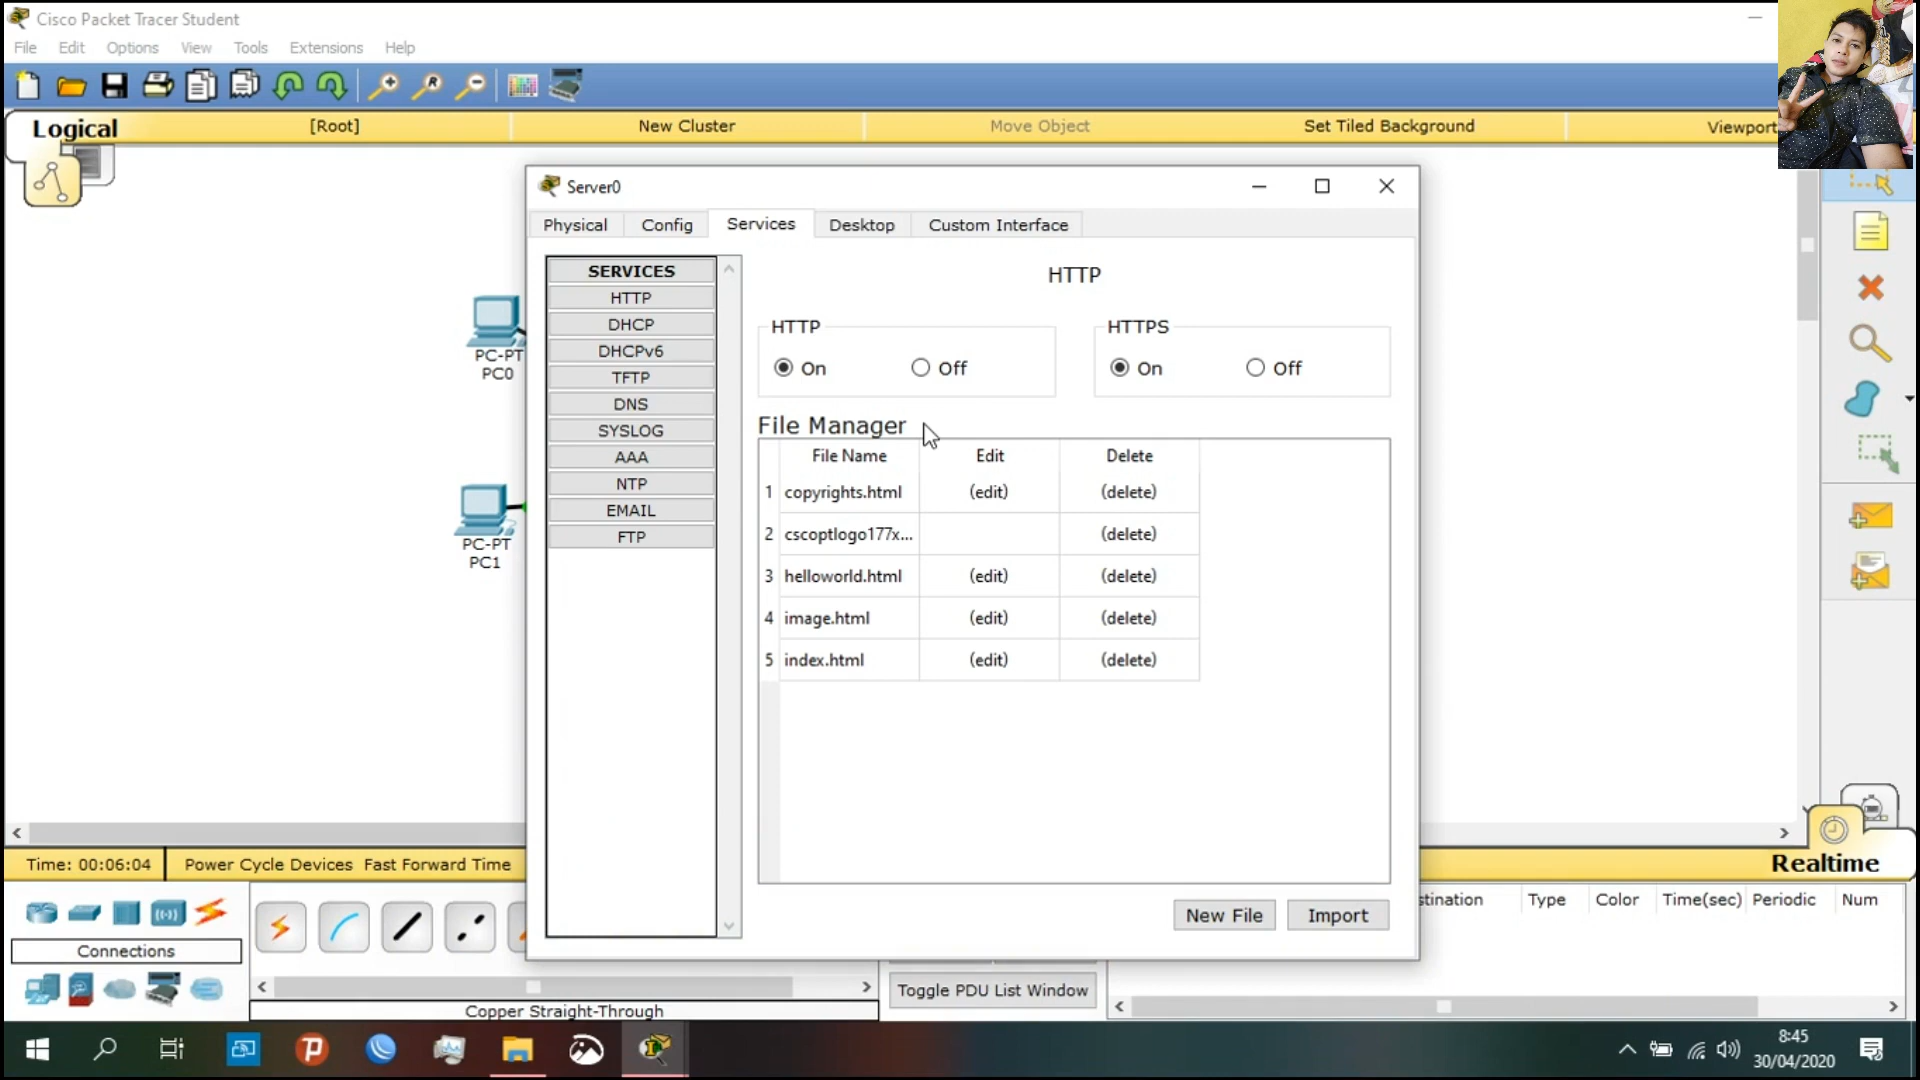 Cisco Packet Tracer Student
File Edit Options View Tools Extensions Help
Logical [Root] New Cluster Move Object Set Tiled Background Viewport
Server0
Physical Config Services Desktop Custom Interface
SERVICES
HTTP
DHCP
DHCPv6
TFTP
DNS
SYSLOG
AAA
NTP
EMAIL
FTP
HTTP
HTTP HTTPS
On Off On Off
File Manager
File Name Edit Delete
1 copyrights.html (edit) (delete)
2 cscoptlogo177x... (delete)
3 helloworld.html (edit) (delete)
4 image.html (edit) (delete)
5 index.html (edit) (delete)
New File Import
PC-PT
PC0
PC-PT
PC1
Time: 00:06:04 Power Cycle Devices Fast Forward Time Realtime
stination Type Color Time(sec) Periodic Num
Connections
Toggle PDU List Window
Copper Straight-Through
8:45
30/04/2020